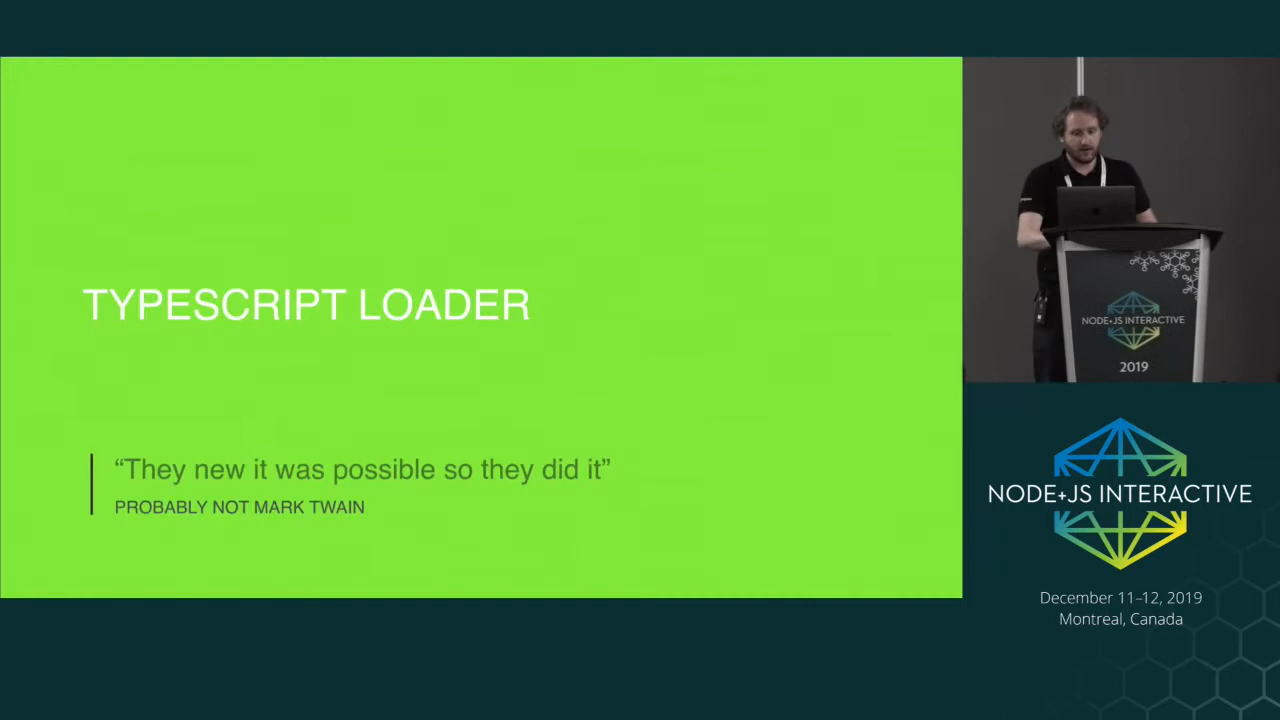 TYPESCRIPT LOADER
“They new it was possible so they did it”
PROBABLY NOT MARK TWAIN
NODE+JS INTERACTIVE
2019
NODE+JS INTERACTIVE
December 11–12, 2019
Montreal, Canada